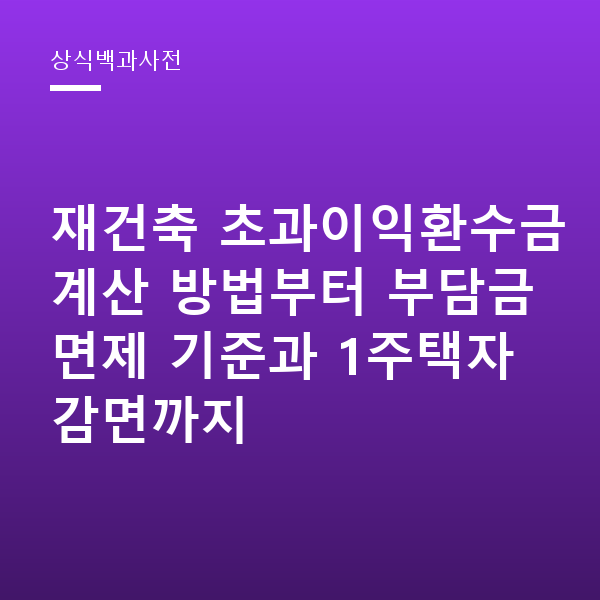 상식백과사전
재건축 초과이익환수금
계산 방법부터 부담금
면제 기준과 1주택자
감면까지